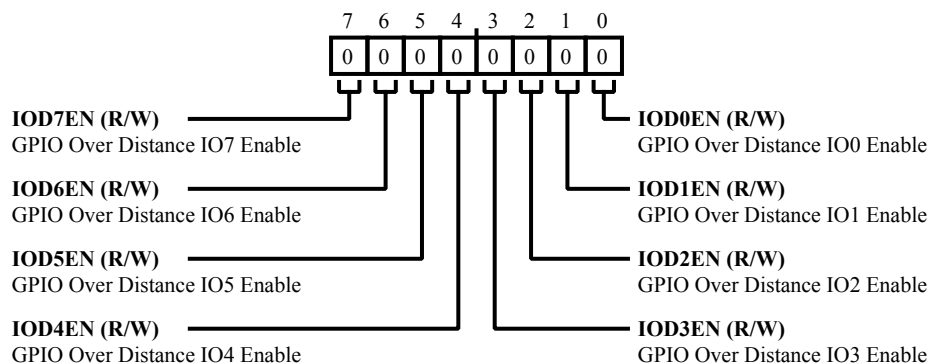 7 6 5 4 3 2 1 0
0 0 0 0 0 0 0 0
IOD7EN (R/W)
GPIO Over Distance IO7 Enable
IOD6EN (R/W)
GPIO Over Distance IO6 Enable
IOD5EN (R/W)
GPIO Over Distance IO5 Enable
IOD4EN (R/W)
GPIO Over Distance IO4 Enable
IOD0EN (R/W)
GPIO Over Distance IO0 Enable
IOD1EN (R/W)
GPIO Over Distance IO1 Enable
IOD2EN (R/W)
GPIO Over Distance IO2 Enable
IOD3EN (R/W)
GPIO Over Distance IO3 Enable